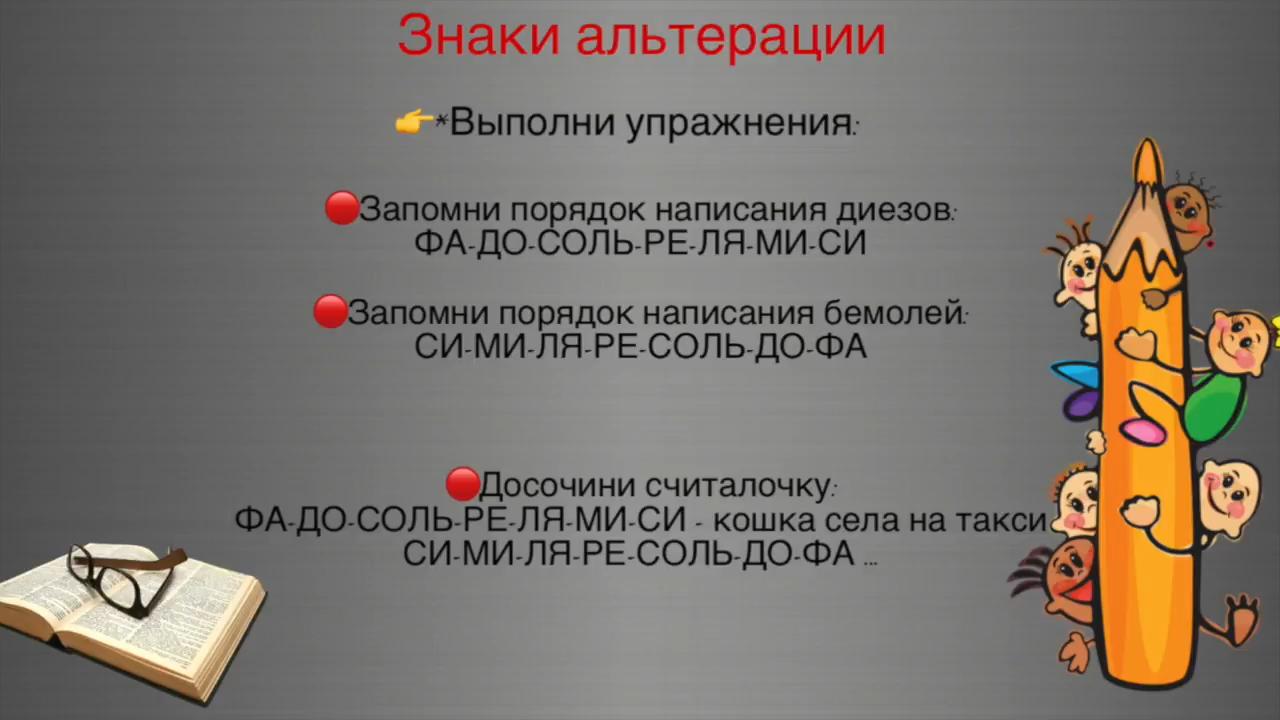 Знаки альтерации
👉*Выполни упражнения:
🔴Запомни порядок написания диезов:
ФА-ДО-СОЛЬ-РЕ-ЛЯ-МИ-СИ
🔴Запомни порядок написания бемолей:
СИ-МИ-ЛЯ-РЕ-СОЛЬ-ДО-ФА
🔴Досочини считалочку:
ФА-ДО-СОЛЬ-РЕ-ЛЯ-МИ-СИ - кошка села на такси
СИ-МИ-ЛЯ-РЕ-СОЛЬ-ДО-ФА ...